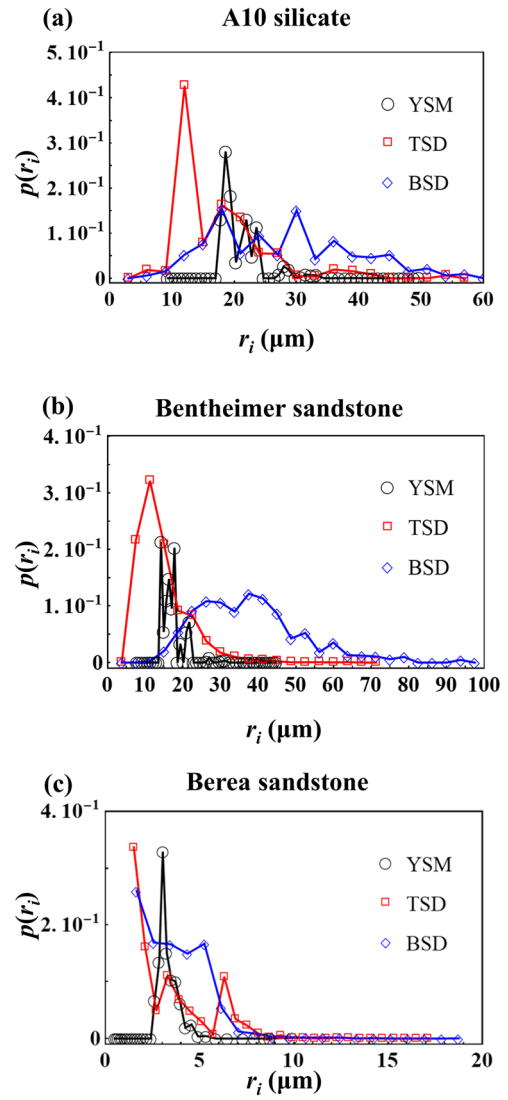 (a) A10 silicate
5. 10⁻¹
4. 10⁻¹
3. 10⁻¹
2. 10⁻¹
1. 10⁻¹
0
p(rᵢ)
YSM
TSD
BSD
0 10 20 30 40 50 60
rᵢ (µm)
(b) Bentheimer sandstone
4. 10⁻¹
3. 10⁻¹
2. 10⁻¹
1. 10⁻¹
0
p(rᵢ)
YSM
TSD
BSD
0 10 20 30 40 50 60 70 80 90 100
rᵢ (µm)
(c) Berea sandstone
4. 10⁻¹
2. 10⁻¹
0
p(rᵢ)
YSM
TSD
BSD
0 5 10 15 20
rᵢ (µm)